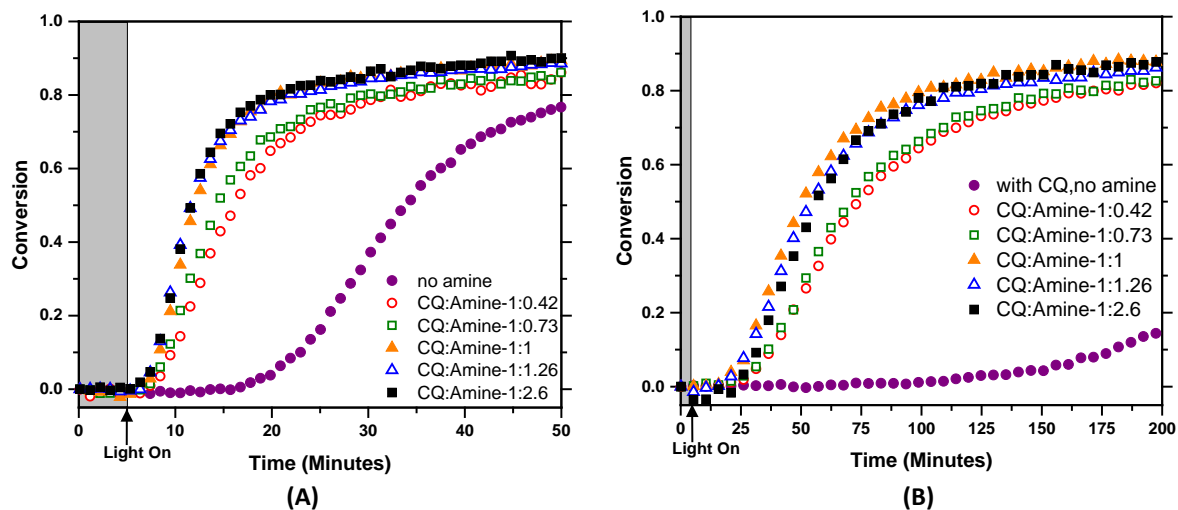 1.0
0.8
0.6
0.4
0.2
0.0
Conversion
no amine
CQ:Amine-1:0.42
CQ:Amine-1:0.73
CQ:Amine-1:1
CQ:Amine-1:1.26
CQ:Amine-1:2.6
0 10 20 30 40 50
Light On
Time (Minutes)
(A)
1.0
0.8
0.6
0.4
0.2
0.0
Conversion
with CQ,no amine
CQ:Amine-1:0.42
CQ:Amine-1:0.73
CQ:Amine-1:1
CQ:Amine-1:1.26
CQ:Amine-1:2.6
0 25 50 75 100 125 150 175 200
Light On
Time (Minutes)
(B)